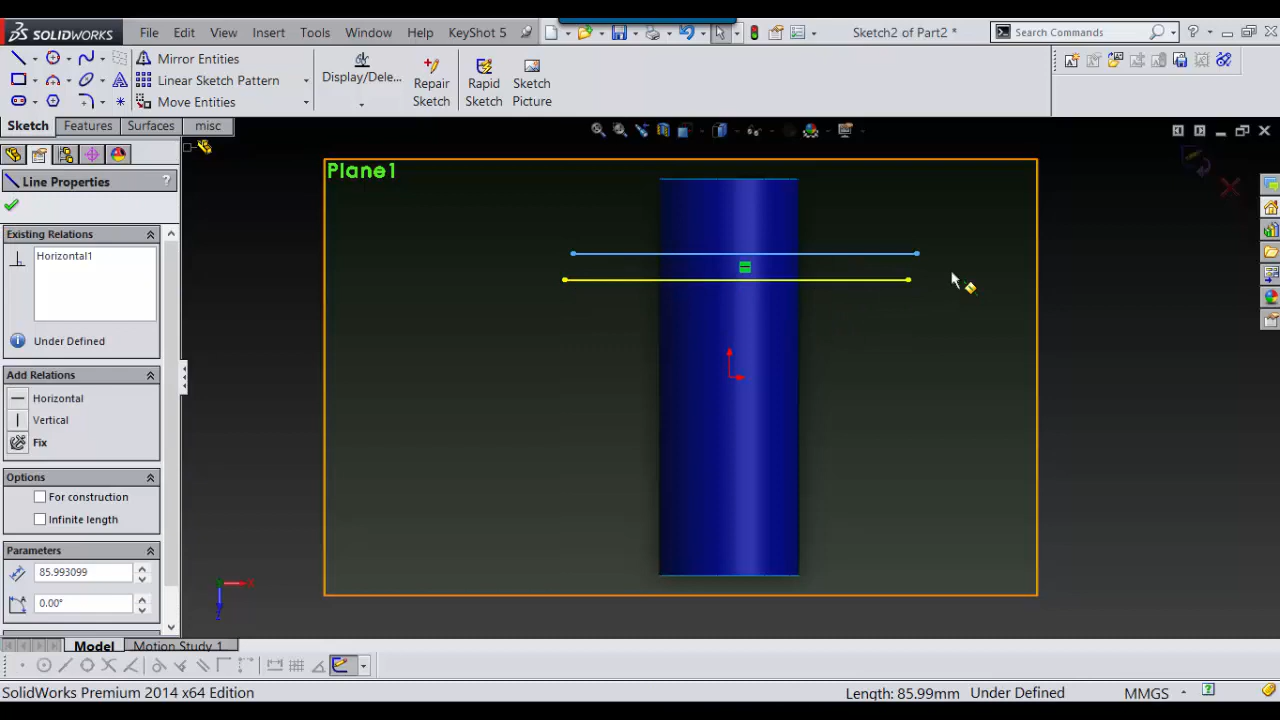 SOLIDWORKS File Edit View Insert Tools Window Help KeyShot 5 Sketch2 of Part2 * Search Commands
Mirror Entities
Linear Sketch Pattern
Move Entities
Display/Dele...
Repair Sketch
Rapid Sketch
Sketch Picture
Sketch Features Surfaces misc
Plane1
Line Properties ?
Existing Relations
Horizontal1
Under Defined
Add Relations
Horizontal
Vertical
Fix
Options
For construction
Infinite length
Parameters
85.993099
0.00°
Model Motion Study 1
SolidWorks Premium 2014 x64 Edition Length: 85.99mm Under Defined MMGS